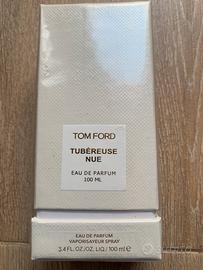 TOM FORD
TUBÉREUSE
NUE
EAU DE PARFUM
100 ML
EAU DE PARFUM
VAPORISATEUR SPRAY
3.4 FL.OZ./OZ. LIQ./100 ml ℮